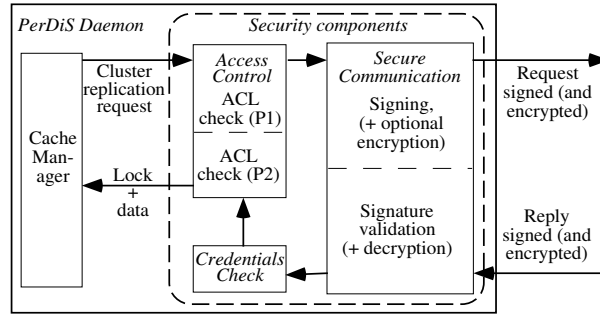 PerDiS Daemon
Security components
Cache
Man-
ager
Cluster
replication
request
Lock
+
data
Access
Control
ACL
check (P1)
ACL
check (P2)
Credentials
Check
Secure
Communication
Signing,
(+ optional
encryption)
Signature
validation
(+ decryption)
Request
signed (and
encrypted)
Reply
signed (and
encrypted)